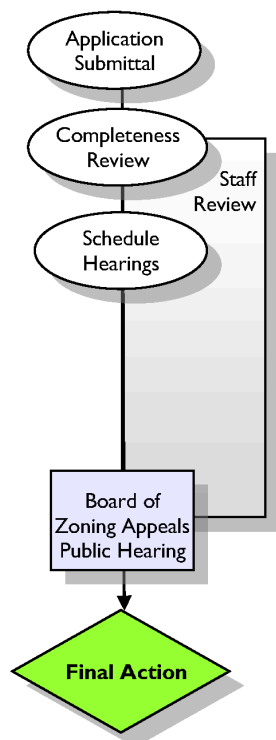 Application
Submittal
Completeness
Review
Staff
Review
Schedule
Hearings
Board of
Zoning Appeals
Public Hearing
Final Action